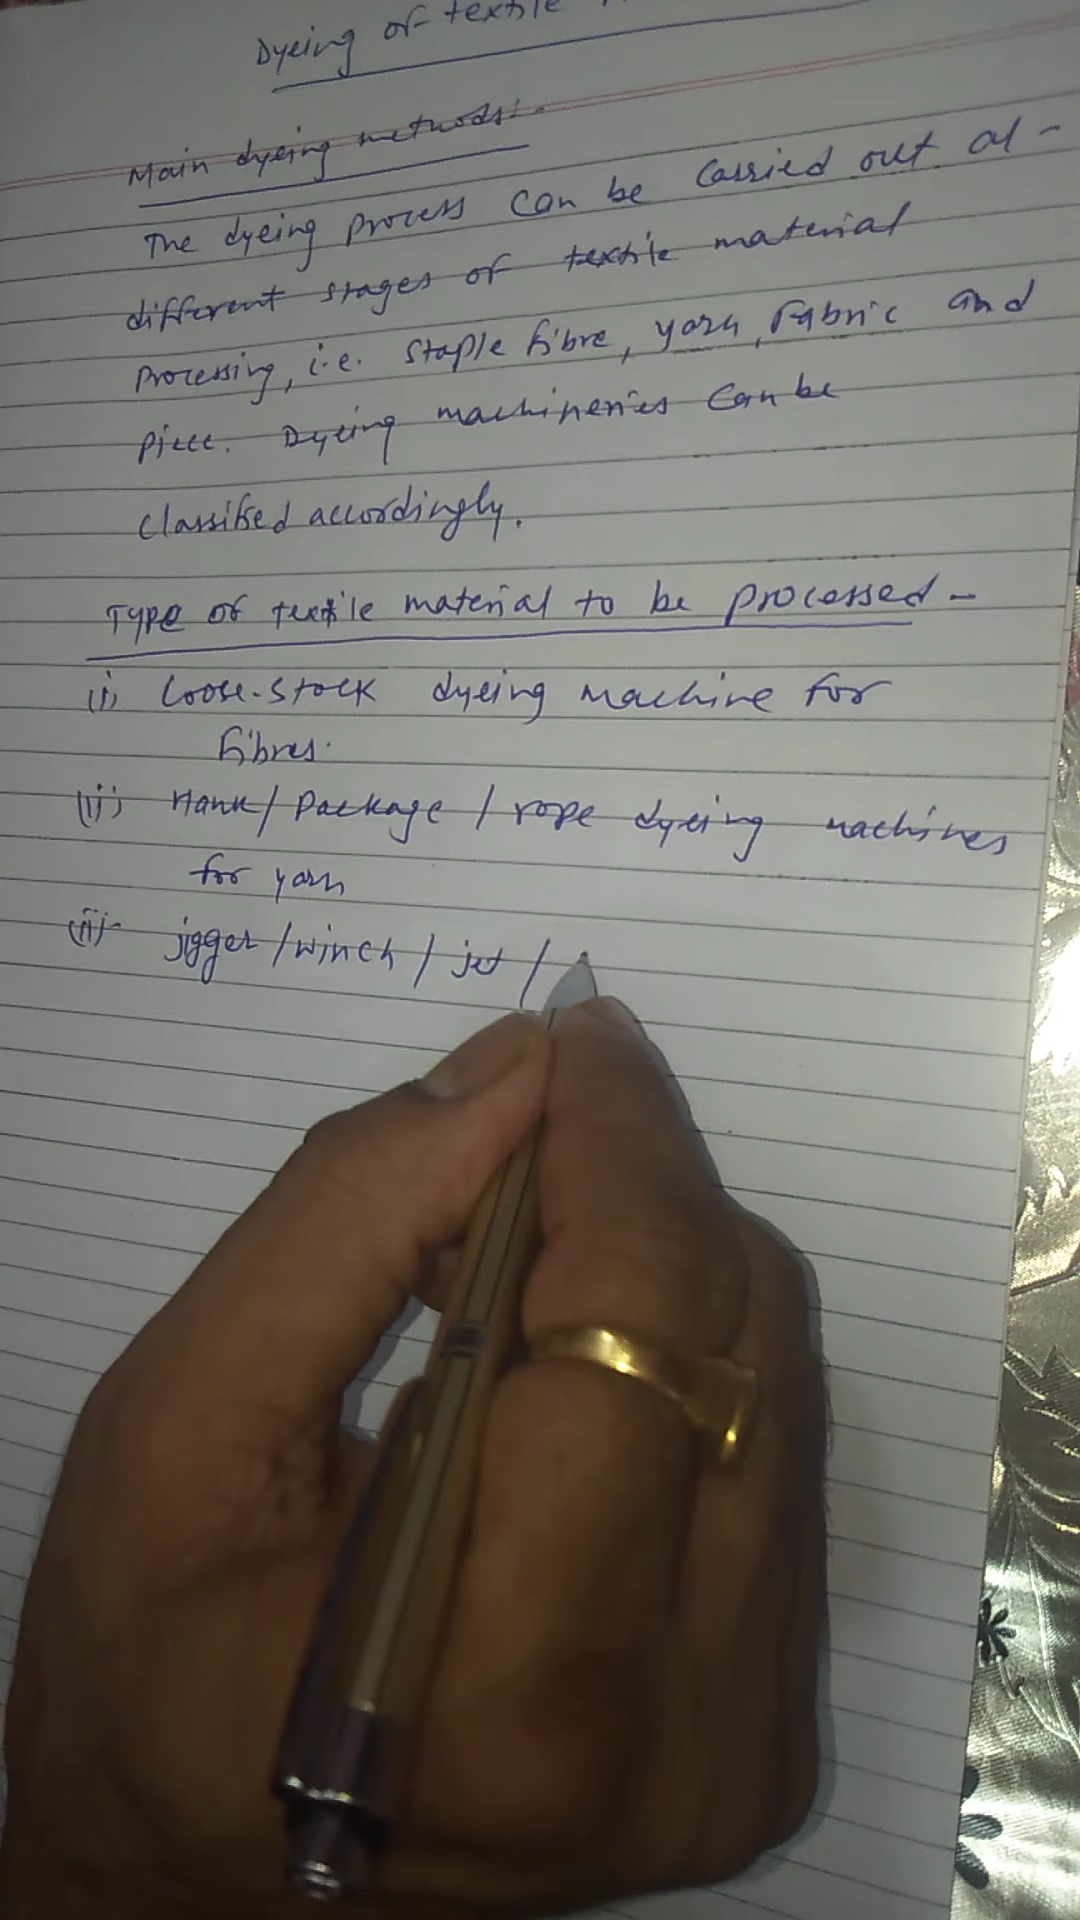 Dyeing of textile
Main dyeing methods:-
The dyeing process can be carried out at -
different stages of textile material
processing, i.e. staple fibre, yarn, fabric and
piece. Dyeing machineries can be
classified accordingly.
Type of textile material to be processed -
(i) Loose-stock dyeing machine for
fibres.
(ii) Hank / Package / rope dyeing machines
for yarn
(iii) jigger / winch / jet /